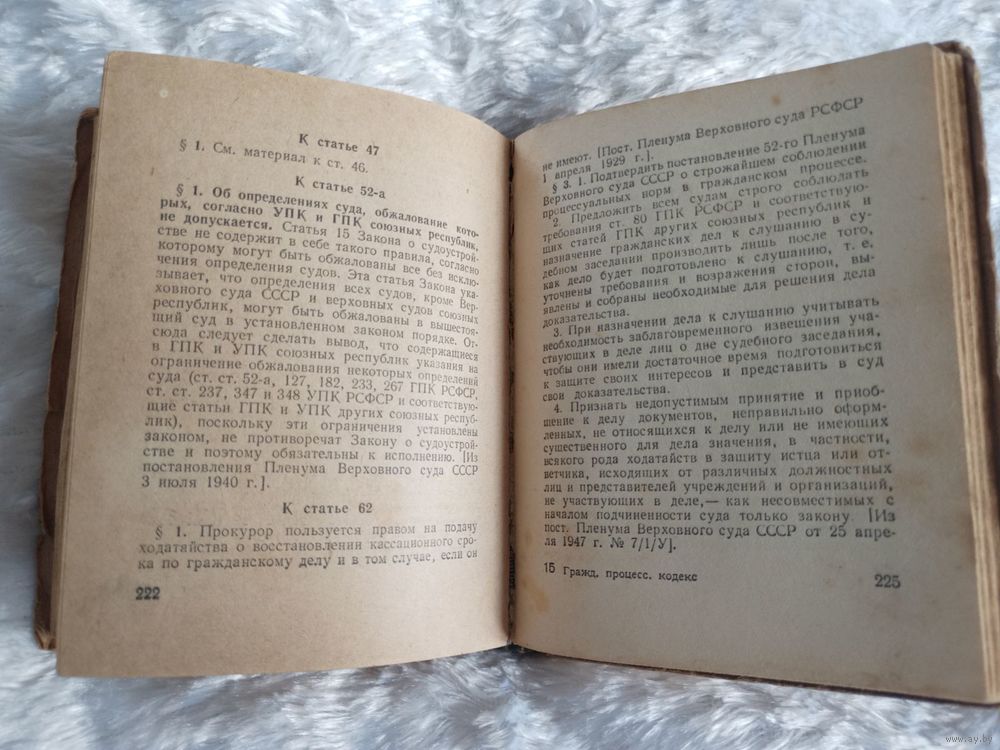 К статье 47
§ 1. См. материал к ст. 46.
К статье 52-а
§ 1. Об определениях суда, обжалование кото-
рых, согласно УПК и ГПК союзных республик,
не допускается. Статья 15 Закона о судоустрой-
стве не содержит в себе такого правила, согласно
которому могут быть обжалованы все без исклю-
чения определения судов. Эта статья Закона ука-
зывает, что определения всех судов, кроме Вер-
ховного суда СССР и верховных судов союзных
республик, могут быть обжалованы в вышестоя-
щий суд в установленном законом порядке. От-
сюда следует сделать вывод, что содержащиеся
в ГПК и УПК союзных республик указания на
ограничение обжалования некоторых определений
суда (ст. ст. 52-а, 127, 182, 233, 267 ГПК РСФСР,
ст. ст. 237, 347 и 348 УПК РСФСР и соответствую-
щие статьи ГПК и УПК других союзных респуб-
лик), поскольку эти ограничения установлены
законом, не противоречат Закону о судоустрой-
стве и поэтому обязательны к исполнению. [Из
постановления Пленума Верховного суда СССР
3 июля 1940 г.].
К статье 62
§ 1. Прокурор пользуется правом на подачу
ходатайства о восстановлении кассационного сро-
ка по гражданскому делу и в том случае, если он
222
не имеют. [Пост. Пленума Верховного суда РСФСР
1 апреля 1929 г.].
§ 3. 1. Подтвердить постановление 52-го Пленума
Верховного суда СССР о строжайшем соблюдении
процессуальных норм в гражданском процессе.
2. Предложить всем судам строго соблюдать
требования ст. 80 ГПК РСФСР и соответствую-
щих статей ГПК других союзных республик и
назначение гражданских дел к слушанию в су-
дебном заседании производить лишь после того,
как дело будет подготовлено к слушанию, т. е.
уточнены требования и возражения сторон, вы-
явлены и собраны необходимые для решения дела
доказательства.
3. При назначении дела к слушанию учитывать
необходимость заблаговременного извещения уча-
ствующих в деле лиц о дне судебного заседания,
чтобы они имели достаточное время подготовиться
к защите своих интересов и представить в суд
свои доказательства.
4. Признать недопустимым принятие и приоб-
щение к делу документов, неправильно оформ-
ленных, не относящихся к делу или не имеющих
существенного для дела значения, в частности,
всякого рода ходатайств в защиту истца или от-
ветчика, исходящих от различных должностных
лиц и представителей учреждений и организаций,
не участвующих в деле,— как несовместимых с
началом подчиненности суда только закону. [Из
пост. Пленума Верховного суда СССР от 25 апре-
ля 1947 г. № 7/1/У].
15 Гражд. процесс. кодекс
225
www.ay.by